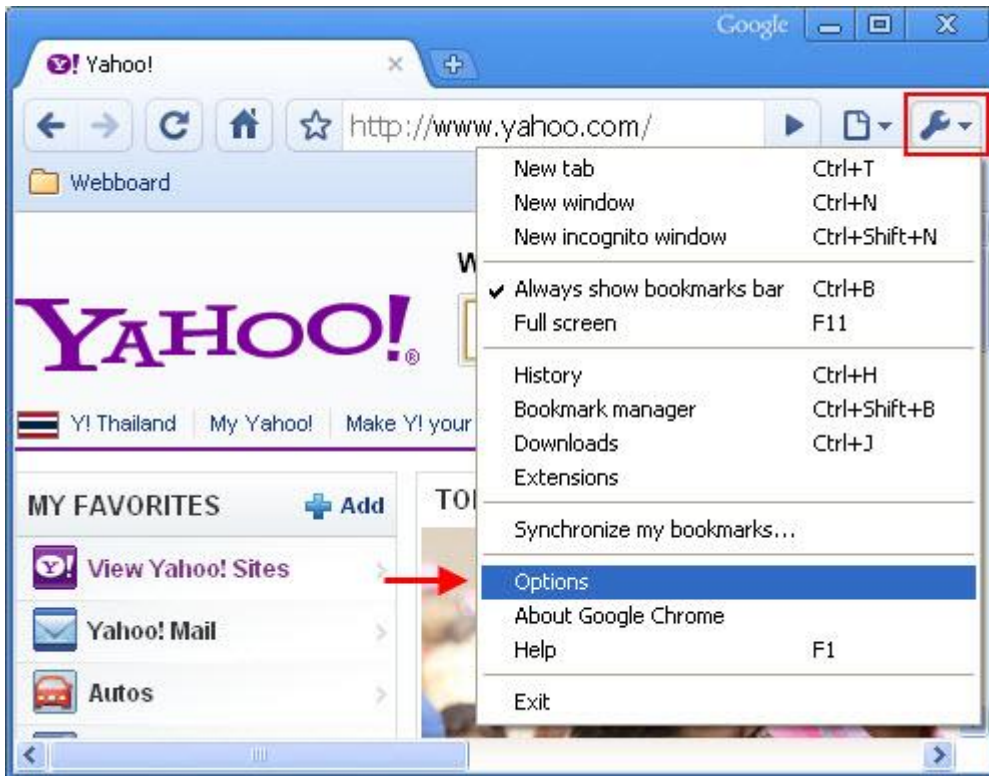 Google
Yahoo!
http://www.yahoo.com/
Webboard
New tab Ctrl+T
New window Ctrl+N
New incognito window Ctrl+Shift+N
Always show bookmarks bar Ctrl+B
Full screen F11
History Ctrl+H
Bookmark manager Ctrl+Shift+B
Downloads Ctrl+J
Extensions
Synchronize my bookmarks...
Options
About Google Chrome
Help F1
Exit
YAHOO!®
Y! Thailand My Yahoo! Make Y! your
MY FAVORITES Add
View Yahoo! Sites
Yahoo! Mail
Autos